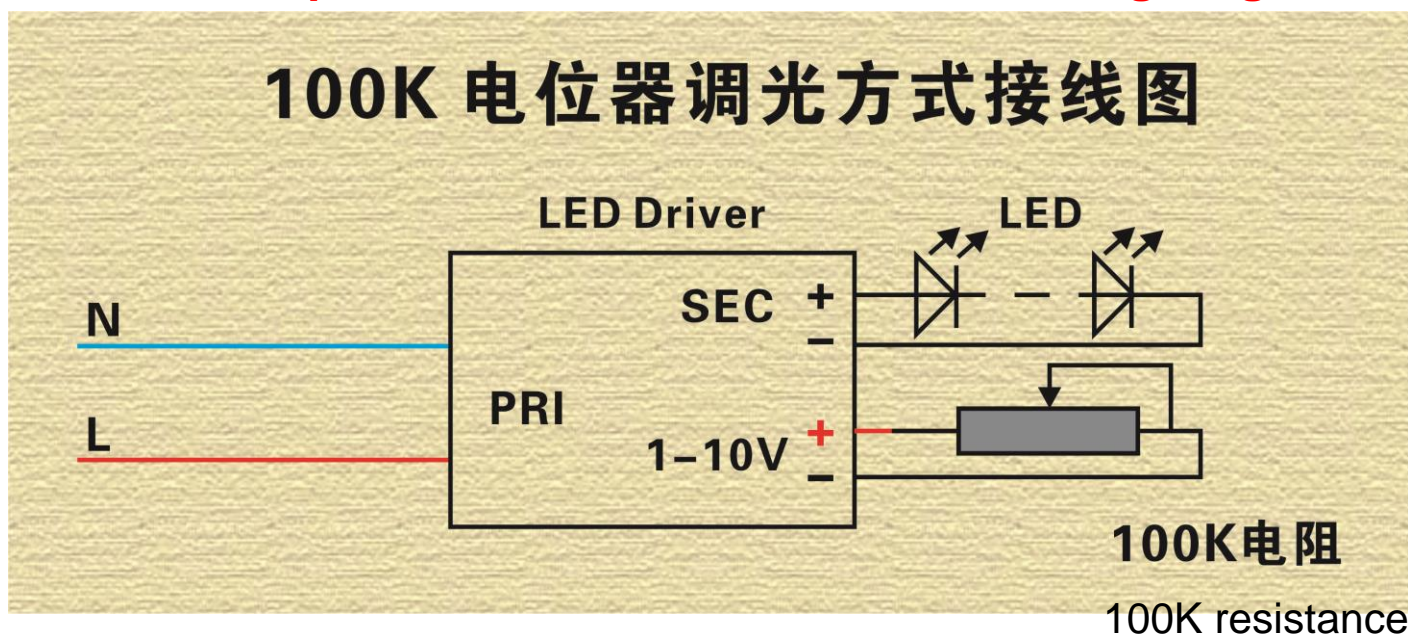 100K 电位器调光方式接线图
LED Driver
LED
SEC +
−
N
PRI
L
1–10V +
−
100K电阻
100K resistance